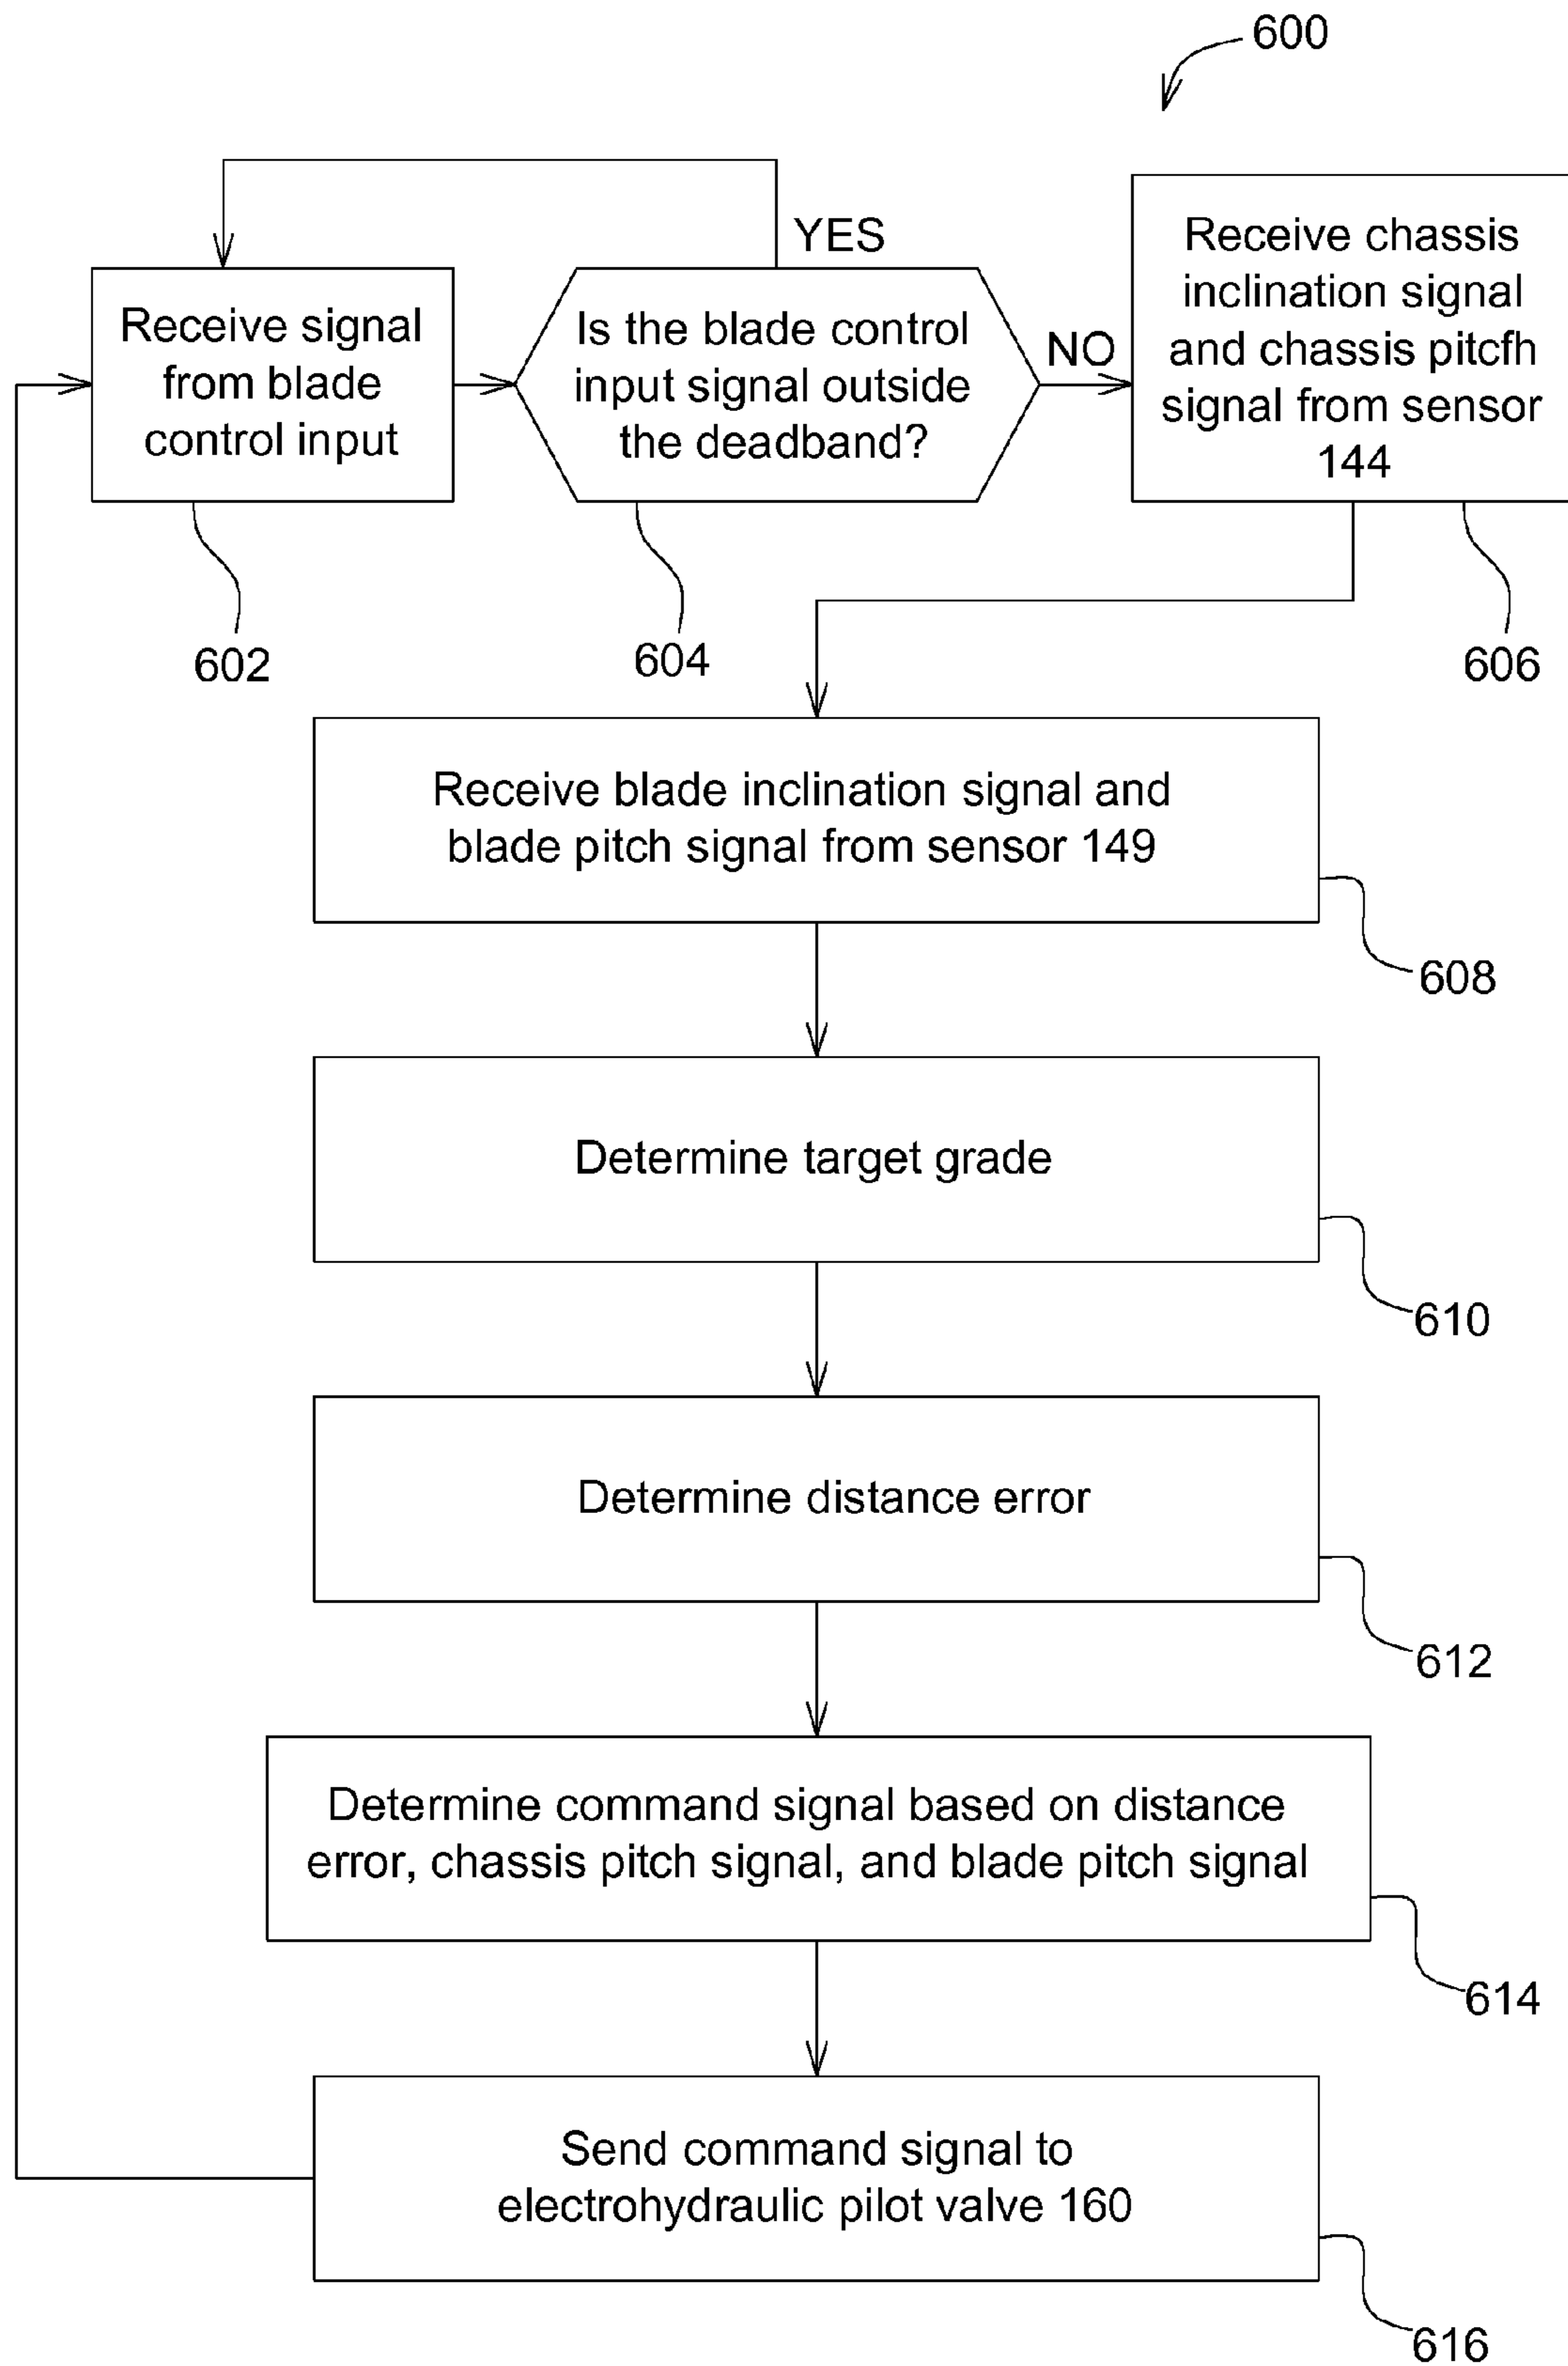 600
YES
Receive signal
from blade
control input
Is the blade control
input signal outside
the deadband?
NO
Receive chassis
inclination signal
and chassis pitcfh
signal from sensor
144
602
604
606
Receive blade inclination signal and
blade pitch signal from sensor 149
608
Determine target grade
610
Determine distance error
612
Determine command signal based on distance
error, chassis pitch signal, and blade pitch signal
614
Send command signal to
electrohydraulic pilot valve 160
616